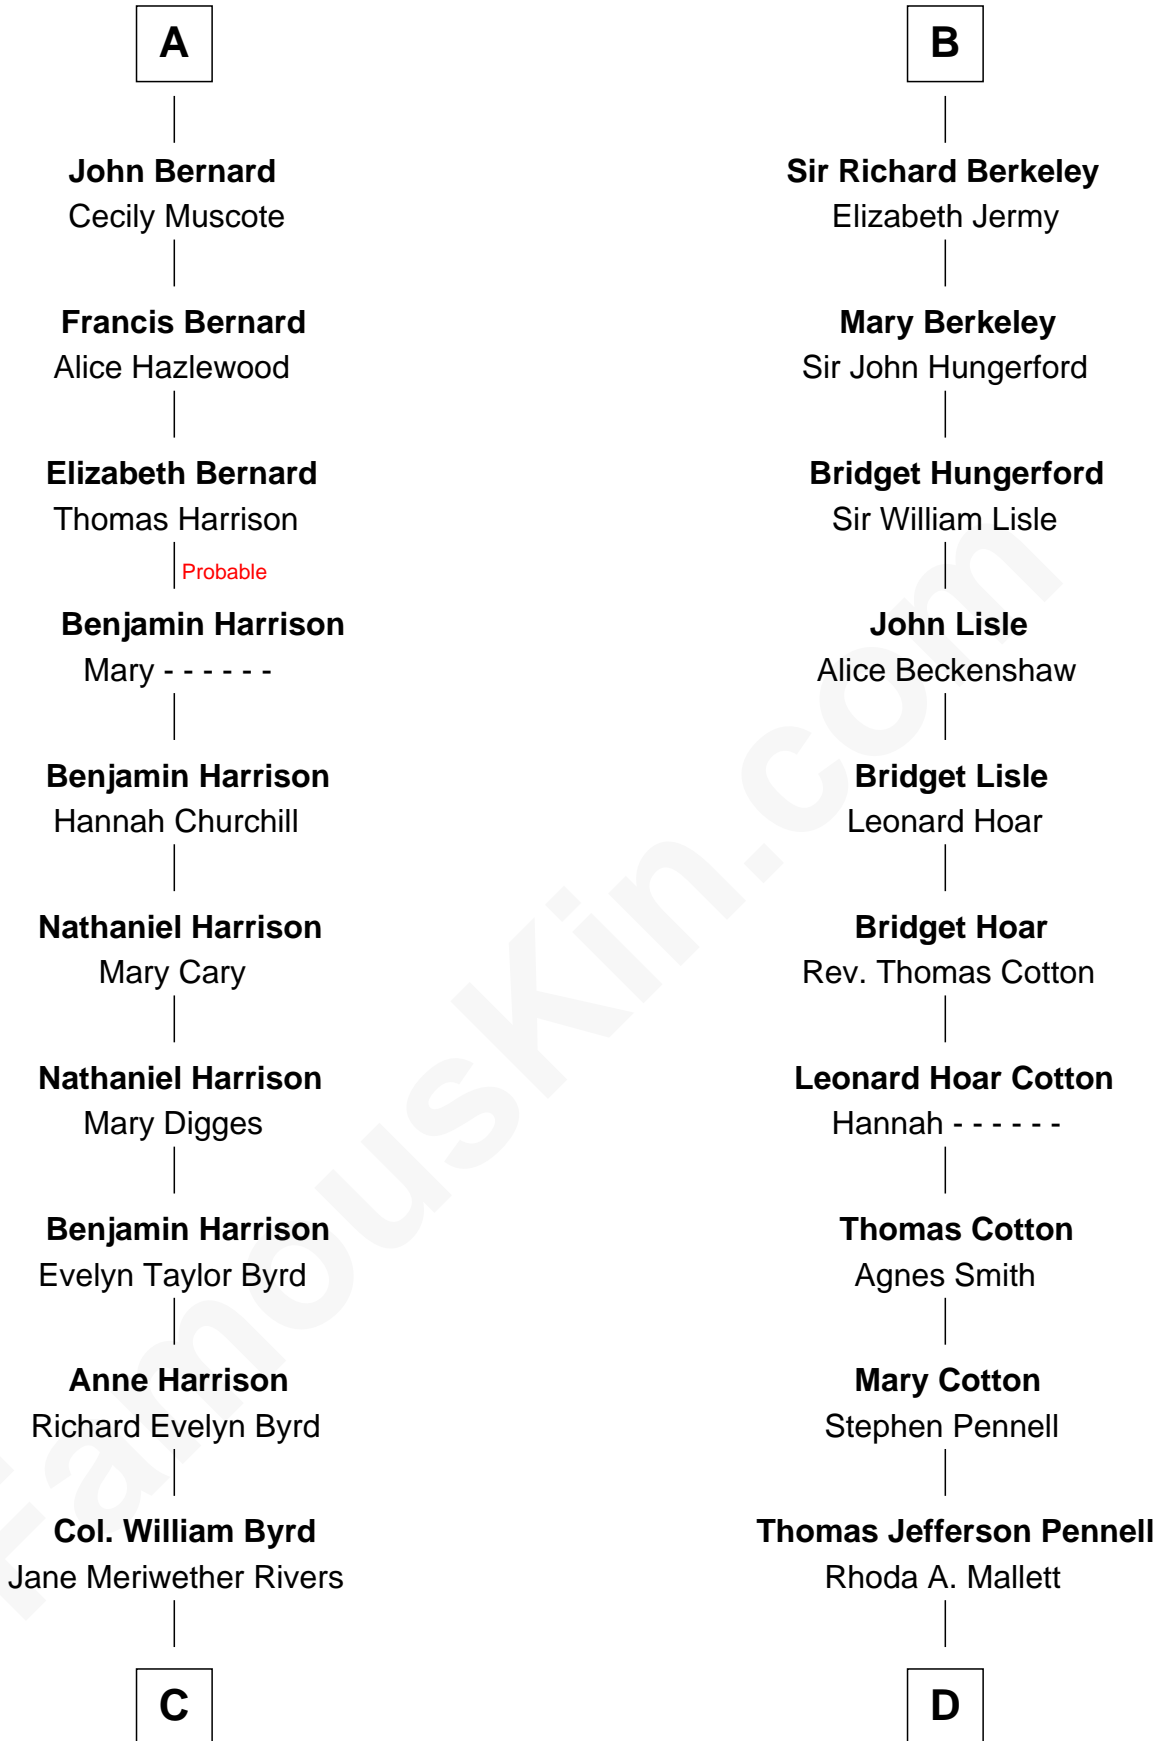 A
John Bernard
Cecily Muscote
Francis Bernard
Alice Hazlewood
Elizabeth Bernard
Thomas Harrison
Probable
Benjamin Harrison
Mary - - - - - -
Benjamin Harrison
Hannah Churchill
Nathaniel Harrison
Mary Cary
Nathaniel Harrison
Mary Digges
Benjamin Harrison
Evelyn Taylor Byrd
Anne Harrison
Richard Evelyn Byrd
Col. William Byrd
Jane Meriwether Rivers
C
B
Sir Richard Berkeley
Elizabeth Jermy
Mary Berkeley
Sir John Hungerford
Bridget Hungerford
Sir William Lisle
John Lisle
Alice Beckenshaw
Bridget Lisle
Leonard Hoar
Bridget Hoar
Rev. Thomas Cotton
Leonard Hoar Cotton
Hannah - - - - - -
Thomas Cotton
Agnes Smith
Mary Cotton
Stephen Pennell
Thomas Jefferson Pennell
Rhoda A. Mallett
D
FamousKin.com